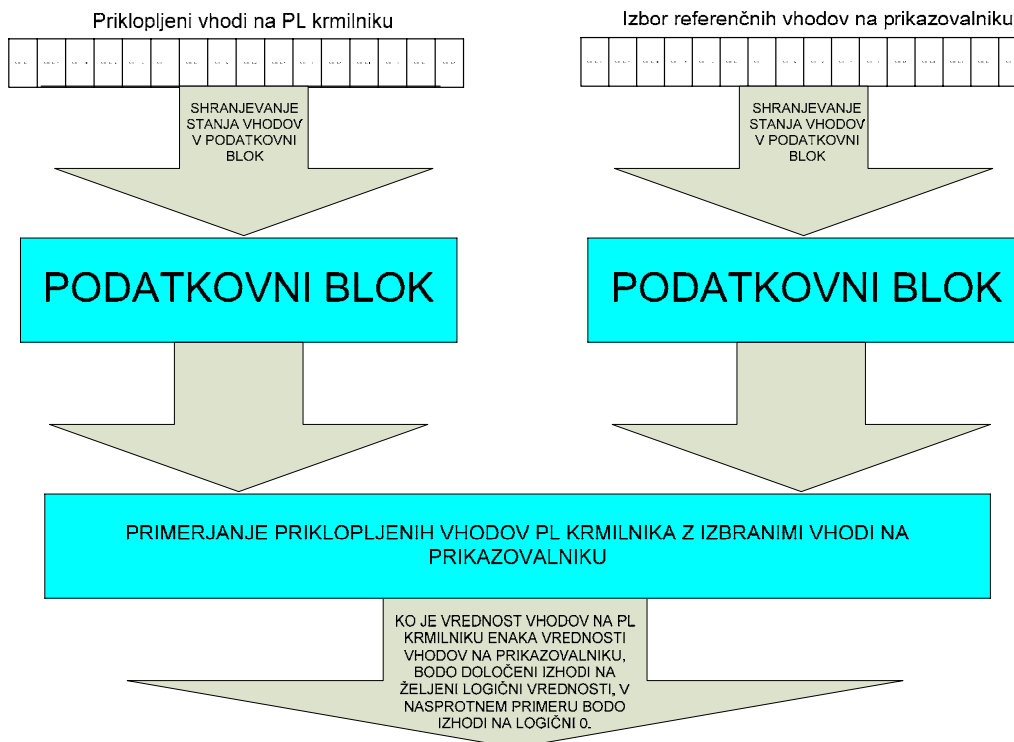 Priklopljeni vhodi na PL krmilniku
Izbor referenčnih vhodov na prikazovalniku
SHRANJEVANJE
STANJA VHODOV
V PODATKOVNI
BLOK
SHRANJEVANJE
STANJA VHODOV
V PODATKOVNI
BLOK
PODATKOVNI BLOK
PODATKOVNI BLOK
PRIMERJANJE PRIKLOPLJENIH VHODOV PL KRMILNIKA Z IZBRANIMI VHODI NA
PRIKAZOVALNIKU
KO JE VREDNOST VHODOV NA PL
KRMILNIKU ENAKA VREDNOSTI
VHODOV NA PRIKAZOVALNIKU,
BODO DOLOČENI IZHODI NA
ŽELJENI LOGIČNI VREDNOSTI, V
NASPROTNEM PRIMERU BODO
IZHODI NA LOGIČNI 0.